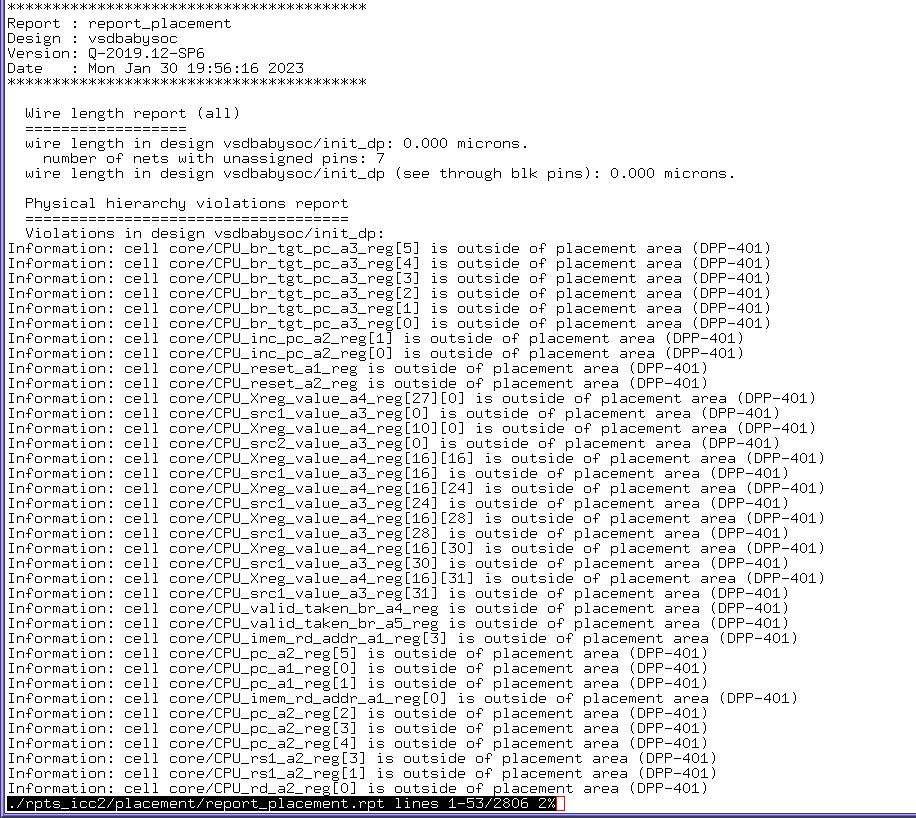 ****************************************
Report : report_placement
Design : vsdbabysoc
Version: Q-2019.12-SP6
Date   : Mon Jan 30 19:56:16 2023
****************************************
Wire length report (all)
==================
wire length in design vsdbabysoc/init_dp: 0.000 microns.
number of nets with unassigned pins: 7
wire length in design vsdbabysoc/init_dp (see through blk pins): 0.000 microns.
Physical hierarchy violations report
====================================
Violations in design vsdbabysoc/init_dp:
Information: cell core/CPU_br_tgt_pc_a3_reg[5] is outside of placement area (DPP-401)
Information: cell core/CPU_br_tgt_pc_a3_reg[4] is outside of placement area (DPP-401)
Information: cell core/CPU_br_tgt_pc_a3_reg[3] is outside of placement area (DPP-401)
Information: cell core/CPU_br_tgt_pc_a3_reg[2] is outside of placement area (DPP-401)
Information: cell core/CPU_br_tgt_pc_a3_reg[1] is outside of placement area (DPP-401)
Information: cell core/CPU_br_tgt_pc_a3_reg[0] is outside of placement area (DPP-401)
Information: cell core/CPU_inc_pc_a2_reg[1] is outside of placement area (DPP-401)
Information: cell core/CPU_inc_pc_a2_reg[0] is outside of placement area (DPP-401)
Information: cell core/CPU_reset_a1_reg is outside of placement area (DPP-401)
Information: cell core/CPU_reset_a2_reg is outside of placement area (DPP-401)
Information: cell core/CPU_Xreg_value_a4_reg[27][0] is outside of placement area (DPP-401)
Information: cell core/CPU_src1_value_a3_reg[0] is outside of placement area (DPP-401)
Information: cell core/CPU_Xreg_value_a4_reg[10][0] is outside of placement area (DPP-401)
Information: cell core/CPU_src2_value_a3_reg[0] is outside of placement area (DPP-401)
Information: cell core/CPU_Xreg_value_a4_reg[16][16] is outside of placement area (DPP-401)
Information: cell core/CPU_src1_value_a3_reg[16] is outside of placement area (DPP-401)
Information: cell core/CPU_Xreg_value_a4_reg[16][24] is outside of placement area (DPP-401)
Information: cell core/CPU_src1_value_a3_reg[24] is outside of placement area (DPP-401)
Information: cell core/CPU_Xreg_value_a4_reg[16][28] is outside of placement area (DPP-401)
Information: cell core/CPU_src1_value_a3_reg[28] is outside of placement area (DPP-401)
Information: cell core/CPU_Xreg_value_a4_reg[16][30] is outside of placement area (DPP-401)
Information: cell core/CPU_src1_value_a3_reg[30] is outside of placement area (DPP-401)
Information: cell core/CPU_Xreg_value_a4_reg[16][31] is outside of placement area (DPP-401)
Information: cell core/CPU_src1_value_a3_reg[31] is outside of placement area (DPP-401)
Information: cell core/CPU_valid_taken_br_a4_reg is outside of placement area (DPP-401)
Information: cell core/CPU_valid_taken_br_a5_reg is outside of placement area (DPP-401)
Information: cell core/CPU_imem_rd_addr_a1_reg[3] is outside of placement area (DPP-401)
Information: cell core/CPU_pc_a2_reg[5] is outside of placement area (DPP-401)
Information: cell core/CPU_pc_a1_reg[0] is outside of placement area (DPP-401)
Information: cell core/CPU_pc_a1_reg[1] is outside of placement area (DPP-401)
Information: cell core/CPU_imem_rd_addr_a1_reg[0] is outside of placement area (DPP-401)
Information: cell core/CPU_pc_a2_reg[2] is outside of placement area (DPP-401)
Information: cell core/CPU_pc_a2_reg[3] is outside of placement area (DPP-401)
Information: cell core/CPU_pc_a2_reg[4] is outside of placement area (DPP-401)
Information: cell core/CPU_rs1_a2_reg[3] is outside of placement area (DPP-401)
Information: cell core/CPU_rs1_a2_reg[1] is outside of placement area (DPP-401)
Information: cell core/CPU_rd_a2_reg[0] is outside of placement area (DPP-401)
./rpts_icc2/placement/report_placement.rpt lines 1-53/2806 2%